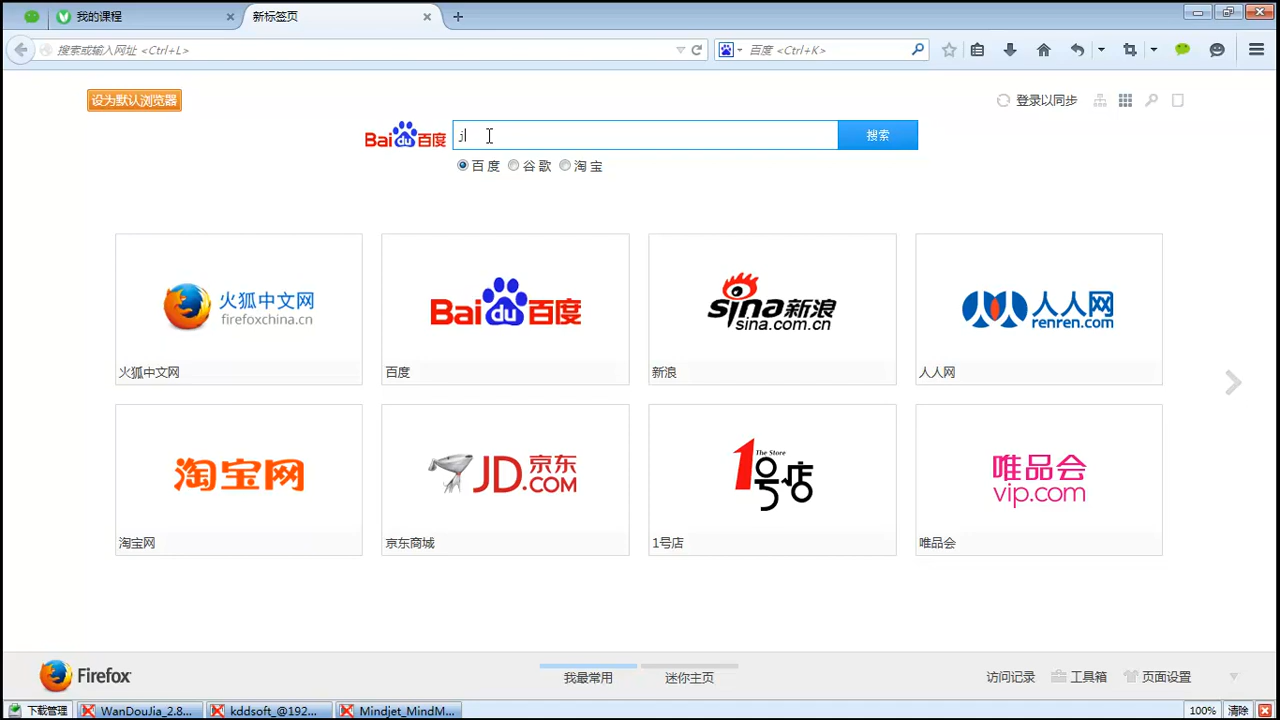 我的课程
新标签页
搜索或输入网址 <Ctrl+L>
百度 <Ctrl+K>
设为默认浏览器
登录以同步
Bai du 百度
jl
搜索
百度 谷歌 淘宝
火狐中文网
firefoxchina.cn
火狐中文网
Bai du 百度
百度
sina新浪
sina.com.cn
新浪
人人网
renren.com
人人网
淘宝网
淘宝网
JD.COM 京东
京东商城
The Store
1号店
1号店
唯品会
vip.com
唯品会
Firefox
我最常用
迷你主页
访问记录
工具箱
页面设置
下载管理
WanDouJia_2.8...
kddsoft_@192...
Mindjet_MindM...
100%
清除